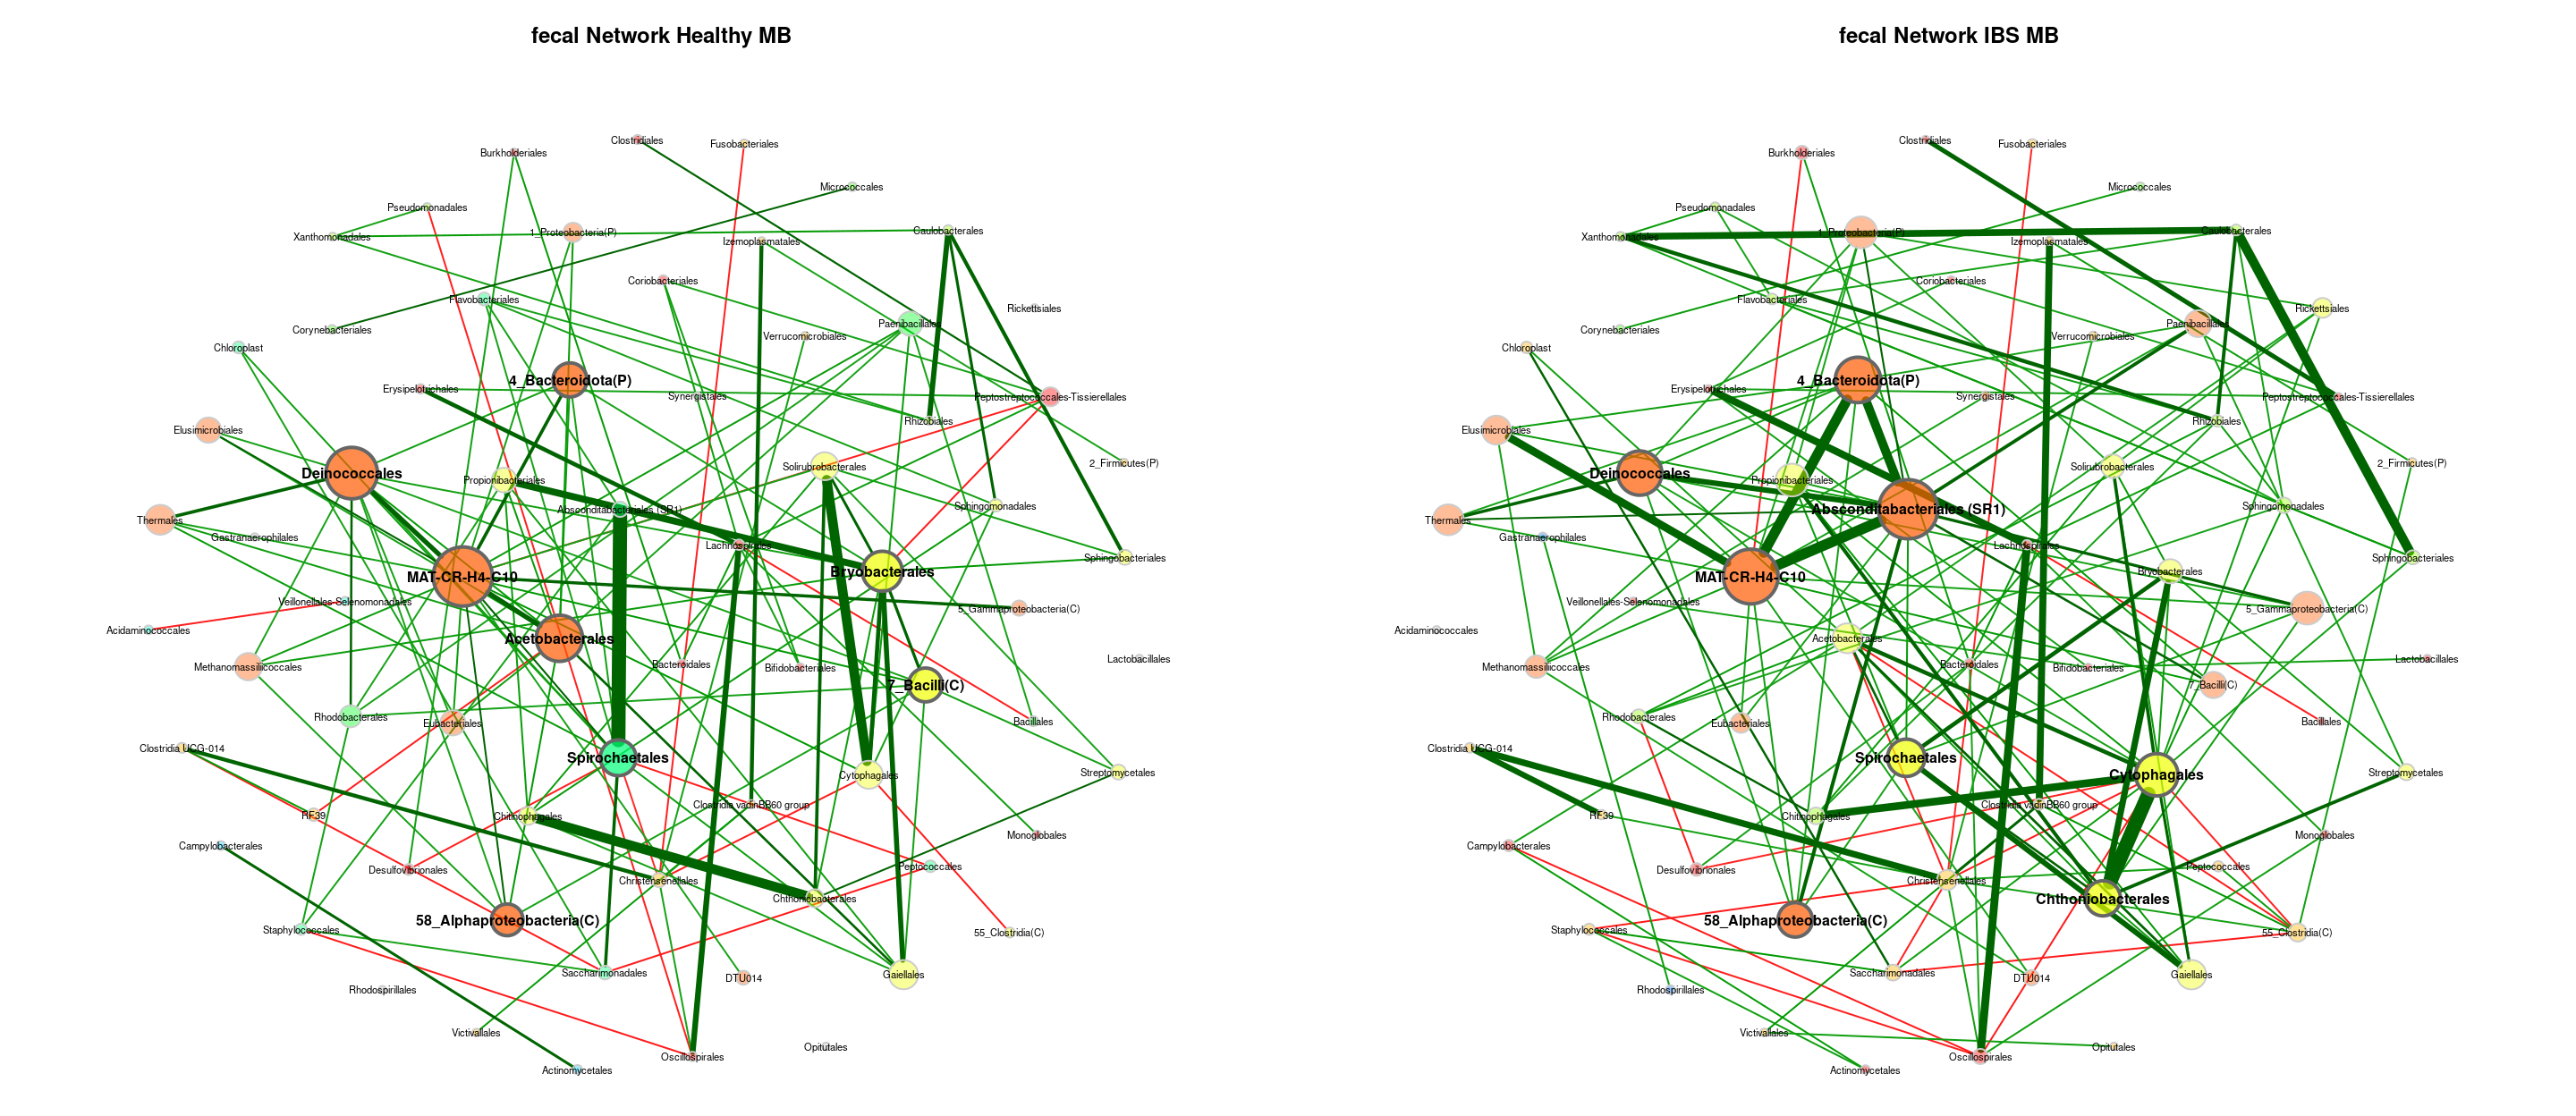 fecal Network Healthy MB
Clostridiales
Fusobacteriales
Burkholderiales
Micrococcales
Pseudomonadales
Xanthomonadales
1_Proteobacteria(P)
Caulobacterales
Izemoplasmatales
Coriobacteriales
Flavobacteriales
Rickettsiales
Paenibacillales
Corynebacteriales
Verrucomicrobiales
Chloroplast
4_Bacteroidota(P)
Erysipelotrichales
Synergistales
Peptostreptococcales-Tissierellales
Rhizobiales
Elusimicrobiales
2_Firmicutes(P)
Solirubrobacterales
Deinococcales
Propionibacteriales
Sphingomonadales
Absconditabacteriales (SR1)
Thermales
Gastranaerophilales
Lachnospirales
Sphingobacteriales
Bryobacterales
MAT-CR-H4-C10
Veillonellales-Selenomonadales
5_Gammaproteobacteria(C)
Acidaminococcales
Acetobacterales
Lactobacillales
Bacteroidales
Methanomassiliicoccales
Bifidobacteriales
7_Bacilli(C)
Rhodobacterales
Eubacteriales
Bacillales
Clostridia UCG-014
Spirochaetales
Streptomycetales
Cytophagales
Clostridia vadinBB60 group
RF39
Chitinophagales
Monoglobales
Campylobacterales
Peptococcales
Desulfovibrionales
Christensenellales
Chthoniobacterales
58_Alphaproteobacteria(C)
Staphylococcales
55_Clostridia(C)
Saccharimonadales
Gaiellales
DTU014
Rhodospirillales
Victivallales
Opitutales
Oscillospirales
Actinomycetales
fecal Network IBS MB
Clostridiales
Fusobacteriales
Burkholderiales
Micrococcales
Pseudomonadales
Xanthomonadales
1_Proteobacteria(P)
Caulobacterales
Izemoplasmatales
Coriobacteriales
Flavobacteriales
Rickettsiales
Paenibacillales
Corynebacteriales
Verrucomicrobiales
Chloroplast
4_Bacteroidota(P)
Erysipelotrichales
Synergistales
Peptostreptococcales-Tissierellales
Rhizobiales
Elusimicrobiales
2_Firmicutes(P)
Solirubrobacterales
Deinococcales
Propionibacteriales
Sphingomonadales
Absconditabacteriales (SR1)
Thermales
Gastranaerophilales
Lachnospirales
Sphingobacteriales
Bryobacterales
MAT-CR-H4-C10
Veillonellales-Selenomonadales
5_Gammaproteobacteria(C)
Acidaminococcales
Acetobacterales
Lactobacillales
Bacteroidales
Methanomassiliicoccales
Bifidobacteriales
7_Bacilli(C)
Rhodobacterales
Eubacteriales
Bacillales
Clostridia UCG-014
Spirochaetales
Streptomycetales
Cytophagales
Clostridia vadinBB60 group
RF39
Chitinophagales
Monoglobales
Campylobacterales
Peptococcales
Desulfovibrionales
Christensenellales
Chthoniobacterales
58_Alphaproteobacteria(C)
Staphylococcales
55_Clostridia(C)
Saccharimonadales
Gaiellales
DTU014
Rhodospirillales
Victivallales
Opitutales
Oscillospirales
Actinomycetales